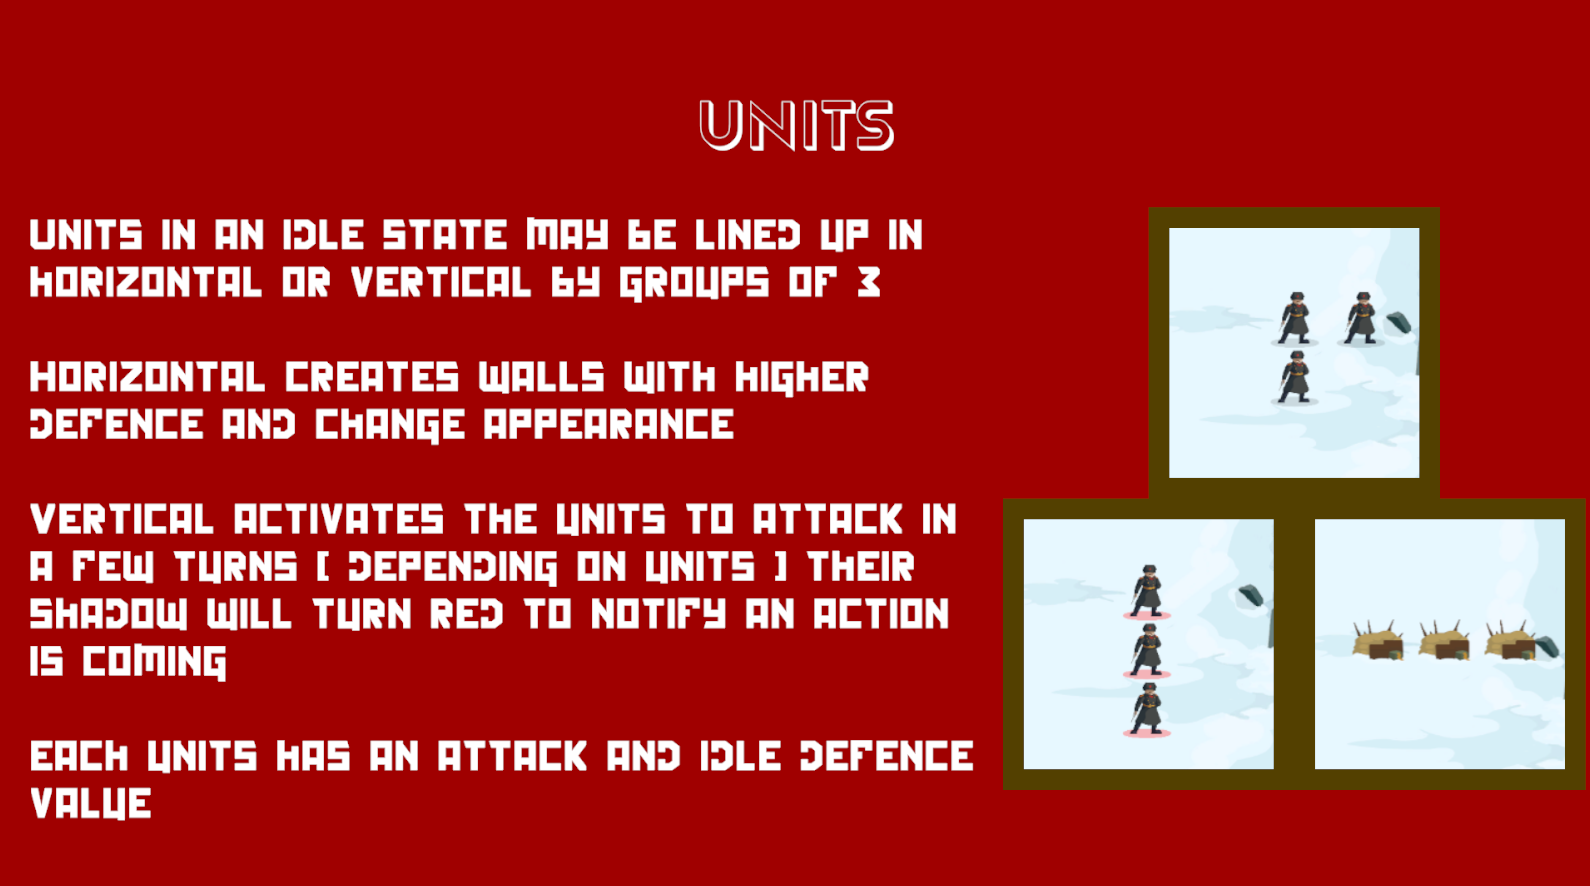 UNITS
UNITS IN AN IDLE STATE MAY BE LINED UP IN
HORIZONTAL OR VERTICAL BY GROUPS OF 3
HORIZONTAL CREATES WALLS WITH HIGHER
DEFENCE AND CHANGE APPEARANCE
VERTICAL ACTIVATES THE UNITS TO ATTACK IN
A FEW TURNS [ DEPENDING ON UNITS ] THEIR
SHADOW WILL TURN RED TO NOTIFY AN ACTION
IS COMING
EACH UNITS HAS AN ATTACK AND IDLE DEFENCE
VALUE